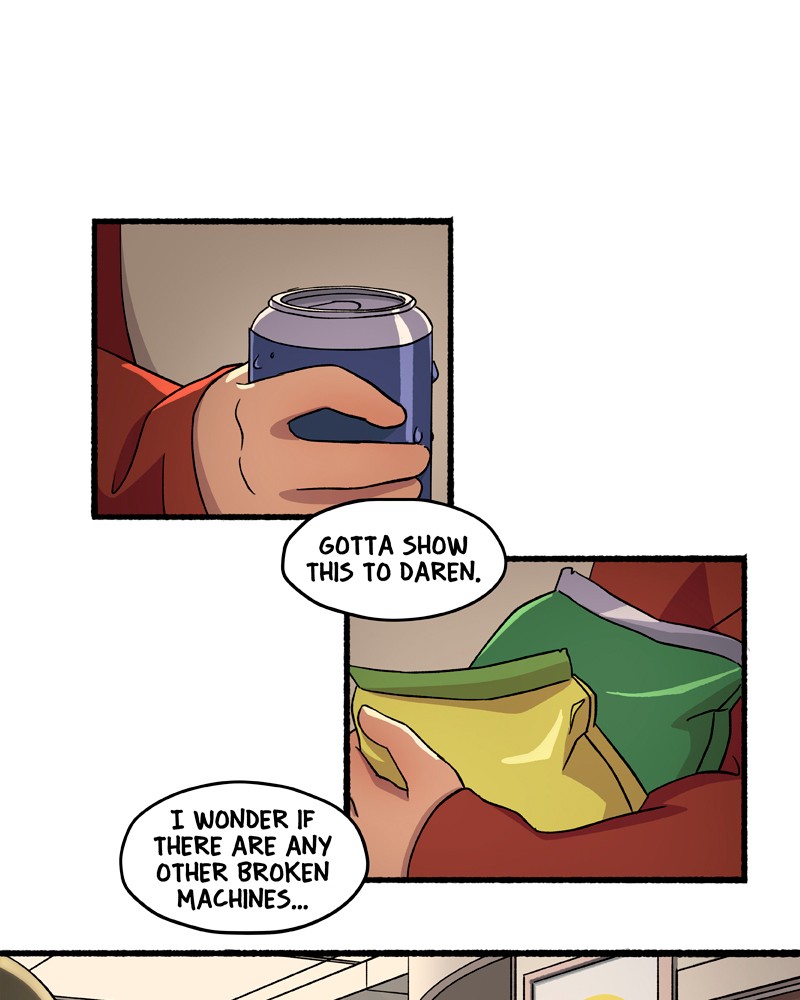 GOTTA SHOW
THIS TO DAREN.
I WONDER IF
THERE ARE ANY
OTHER BROKEN
MACHINES...